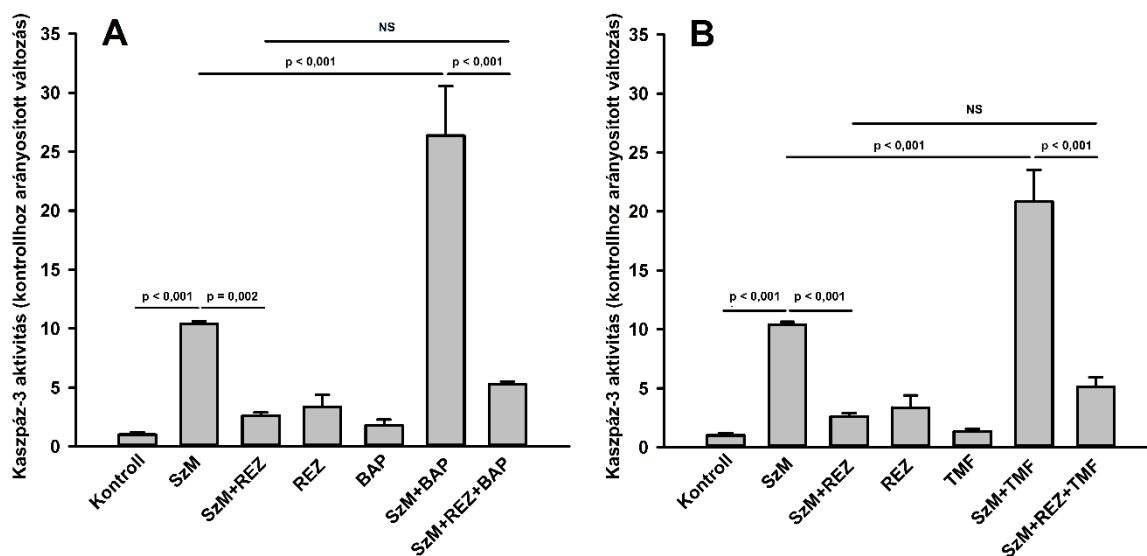 A
Kaszpáz-3 aktivitás (kontrollhoz arányosított változás)
35
30
25
20
15
10
5
0
NS
p < 0,001
p < 0,001
p < 0,001
p = 0,002
Kontroll
SzM
SzM+REZ
REZ
BAP
SzM+BAP
SzM+REZ+BAP
B
Kaszpáz-3 aktivitás (kontrollhoz arányosított változás)
35
30
25
20
15
10
5
0
NS
p < 0,001
p < 0,001
p < 0,001
p < 0,001
Kontroll
SzM
SzM+REZ
REZ
TMF
SzM+TMF
SzM+REZ+TMF